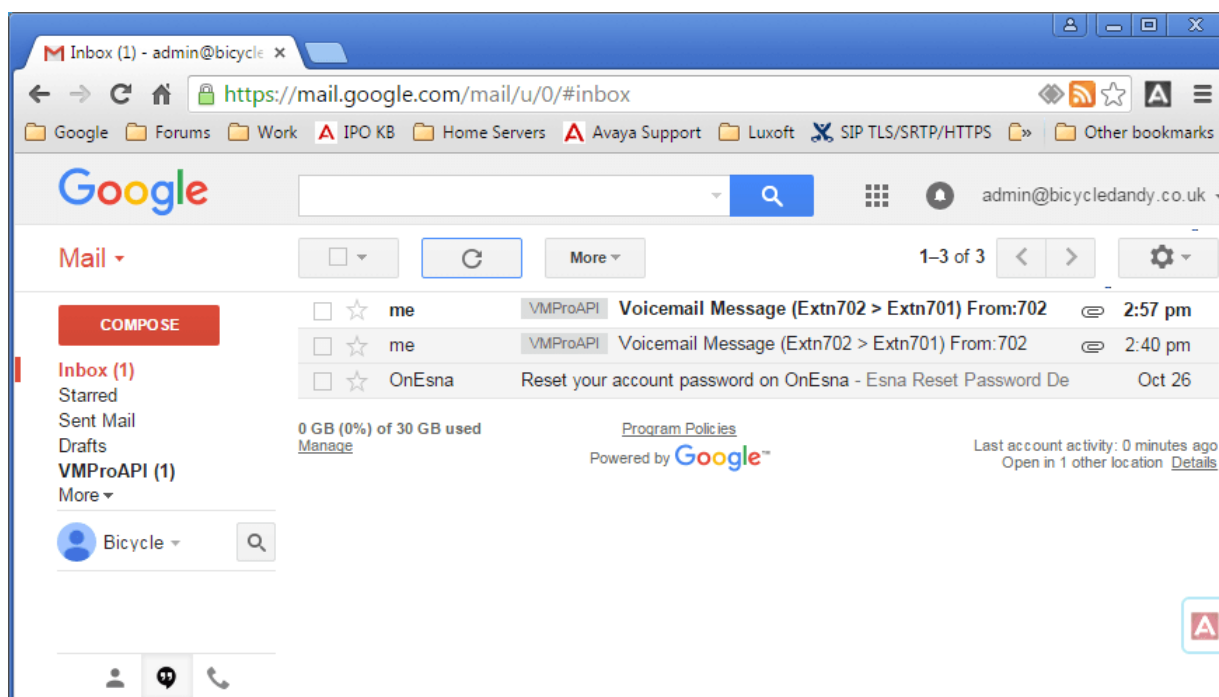 Inbox (1) - admin@bicycle
https://mail.google.com/mail/u/0/#inbox
Google Forums Work IPO KB Home Servers Avaya Support Luxoft SIP TLS/SRTP/HTTPS » Other bookmarks
Google admin@bicycledandy.co.uk
Mail More 1–3 of 3
COMPOSE
Inbox (1)
Starred
Sent Mail
Drafts
VMProAPI (1)
More
Bicycle
me VMProAPI Voicemail Message (Extn702 > Extn701) From:702 2:57 pm
me VMProAPI Voicemail Message (Extn702 > Extn701) From:702 2:40 pm
OnEsna Reset your account password on OnEsna - Esna Reset Password De Oct 26
0 GB (0%) of 30 GB used
Manage
Program Policies
Powered by Google™
Last account activity: 0 minutes ago
Open in 1 other location Details